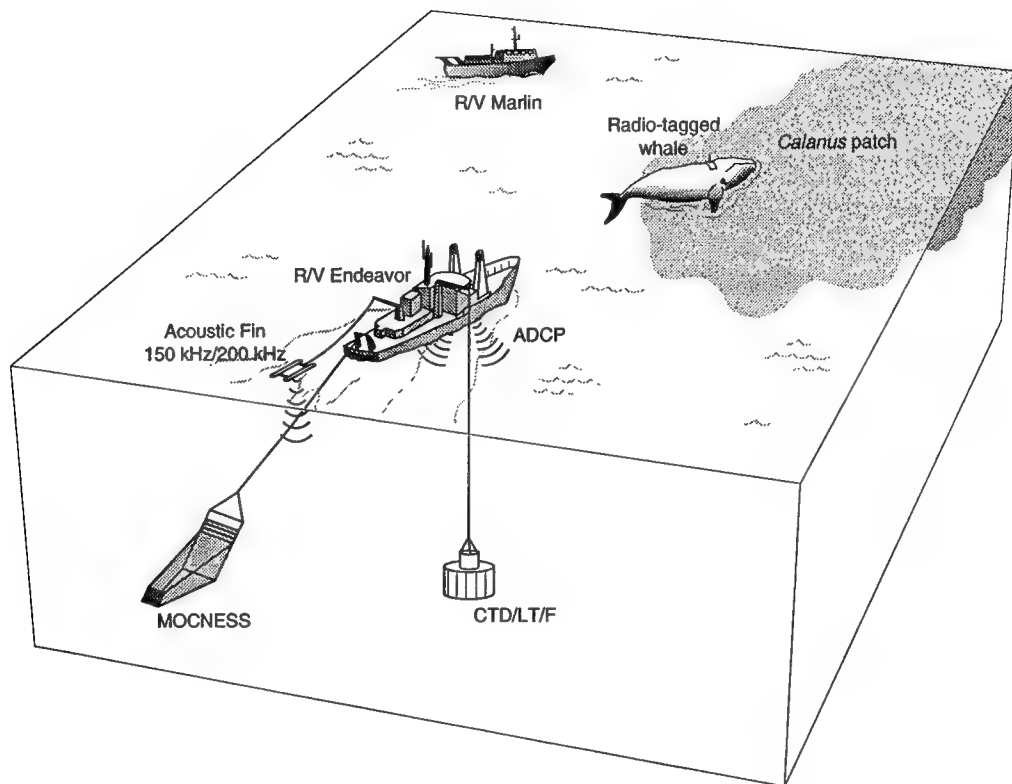 R/V Marlin
Radio-tagged
whale
Calanus patch
R/V Endeavor
Acoustic Fin
150 kHz/200 kHz
ADCP
MOCNESS
CTD/LT/F